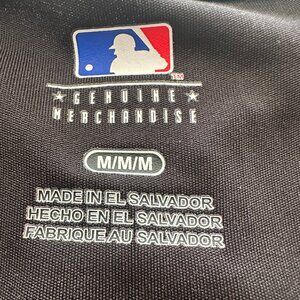 TM
★ GENUINE ★
MERCHANDISE
M/M/M
MADE IN EL SALVADOR
HECHO EN EL SALVADOR
FABRIQUE AU SALVADOR